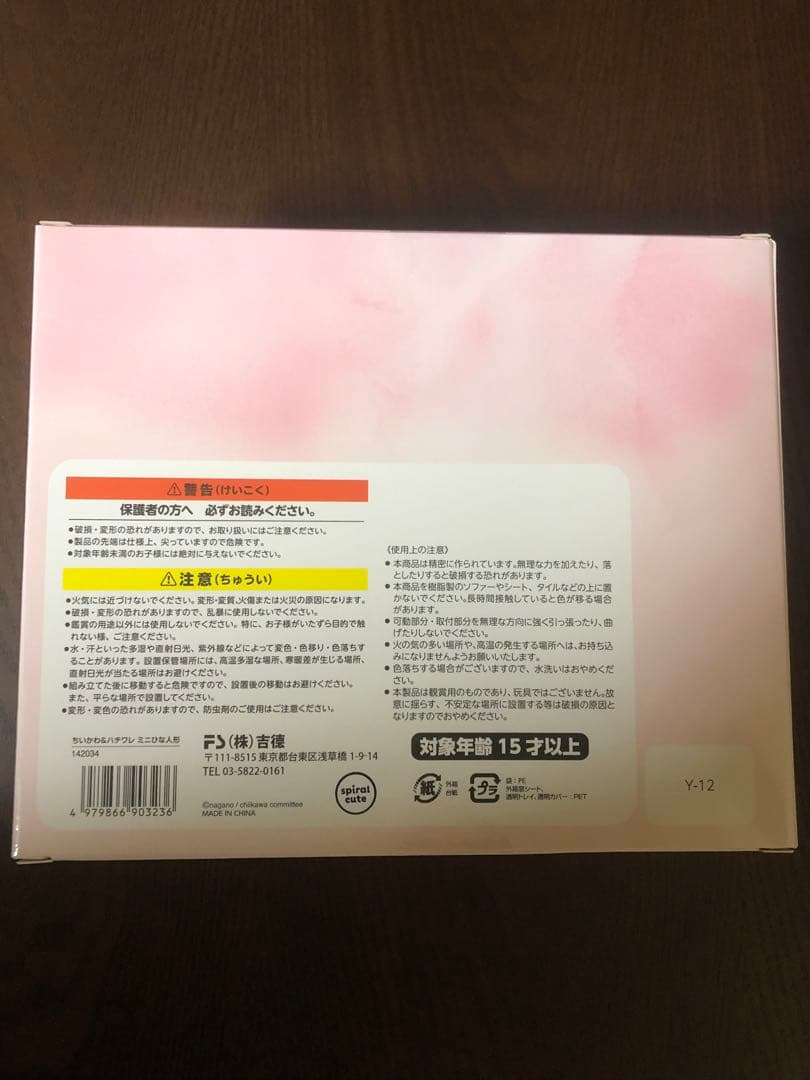 ⚠警告(けいこく)
保護者の方へ　必ずお読みください。
●破損・変形の恐れがありますので、お取り扱いにはご注意ください。
●製品の先端は仕様上、尖っていますので危険です。
●対象年齢未満のお子様には絶対に与えないでください。
⚠注意(ちゅうい)
●火気には近づけないでください。変形・変質、火傷または火災の原因になります。
●破損・変形の恐れがありますので、乱暴に使用しないでください。
●鑑賞の用途以外には使用しないでください。特に、お子様がいたずら目的で触
れない様、ご注意ください。
●水・汗といった多湿や直射日光、紫外線などによって変色・色移り・色落ちす
ることがあります。設置保管場所には、高温多湿な場所、寒暖差が生じる場所、
直射日光が当たる場所はお避けください。
●組み立てた後に移動すると危険ですので、設置後の移動はお避けください。
また、平らな場所で設置してください。
●変形・変色の恐れがありますので、防虫剤のご使用はご注意ください。
《使用上の注意》
●本商品は精密に作られています。無理な力を加えたり、落
としたりすると破損する恐れがあります。
●本商品を樹脂製のソファーやシート、タイルなどの上に置
かないでください。長時間接触していると色が移る場合
があります。
●可動部分・取付部分を無理な方向に強く引っ張ったり、曲
げたりしないでください。
●火の気の多い場所や、高温の発生する場所へは、お持ち込
みになりませんようお願いいたします。
●色落ちする場合がございますので、水洗いはおやめくだ
さい。
●本製品は観賞用のものであり、玩具ではございません。故
意に揺らす、不安定な場所に設置する等は破損の原因と
なりますのでおやめください。
ちいかわ&ハチワレ ミニひな人形
142034
4 979866 903236
(株)吉徳
〒111-8515 東京都台東区浅草橋 1-9-14
TEL 03-5822-0161
©nagano / chiikawa committee
MADE IN CHINA
spiral
cute
対象年齢 15 才以上
紙
外箱
台紙
プラ
袋：PE
外箱窓シート、
透明トレイ、透明カバー：PET
Y-12